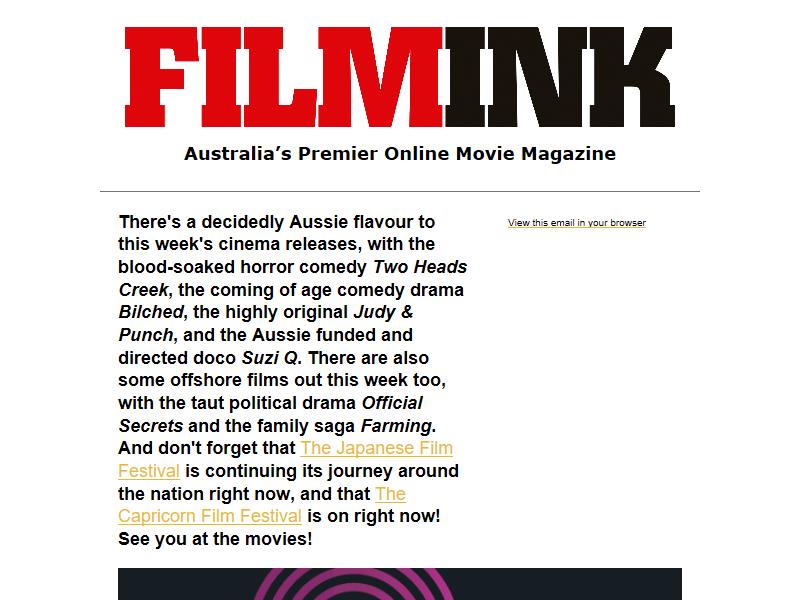 FILMINK
Australia’s Premier Online Movie Magazine
There's a decidedly Aussie flavour to
this week's cinema releases, with the
blood-soaked horror comedy Two Heads
Creek, the coming of age comedy drama
Bilched, the highly original Judy &
Punch, and the Aussie funded and
directed doco Suzi Q. There are also
some offshore films out this week too,
with the taut political drama Official
Secrets and the family saga Farming.
And don't forget that The Japanese Film
Festival is continuing its journey around
the nation right now, and that The
Capricorn Film Festival is on right now!
See you at the movies!
View this email in your browser